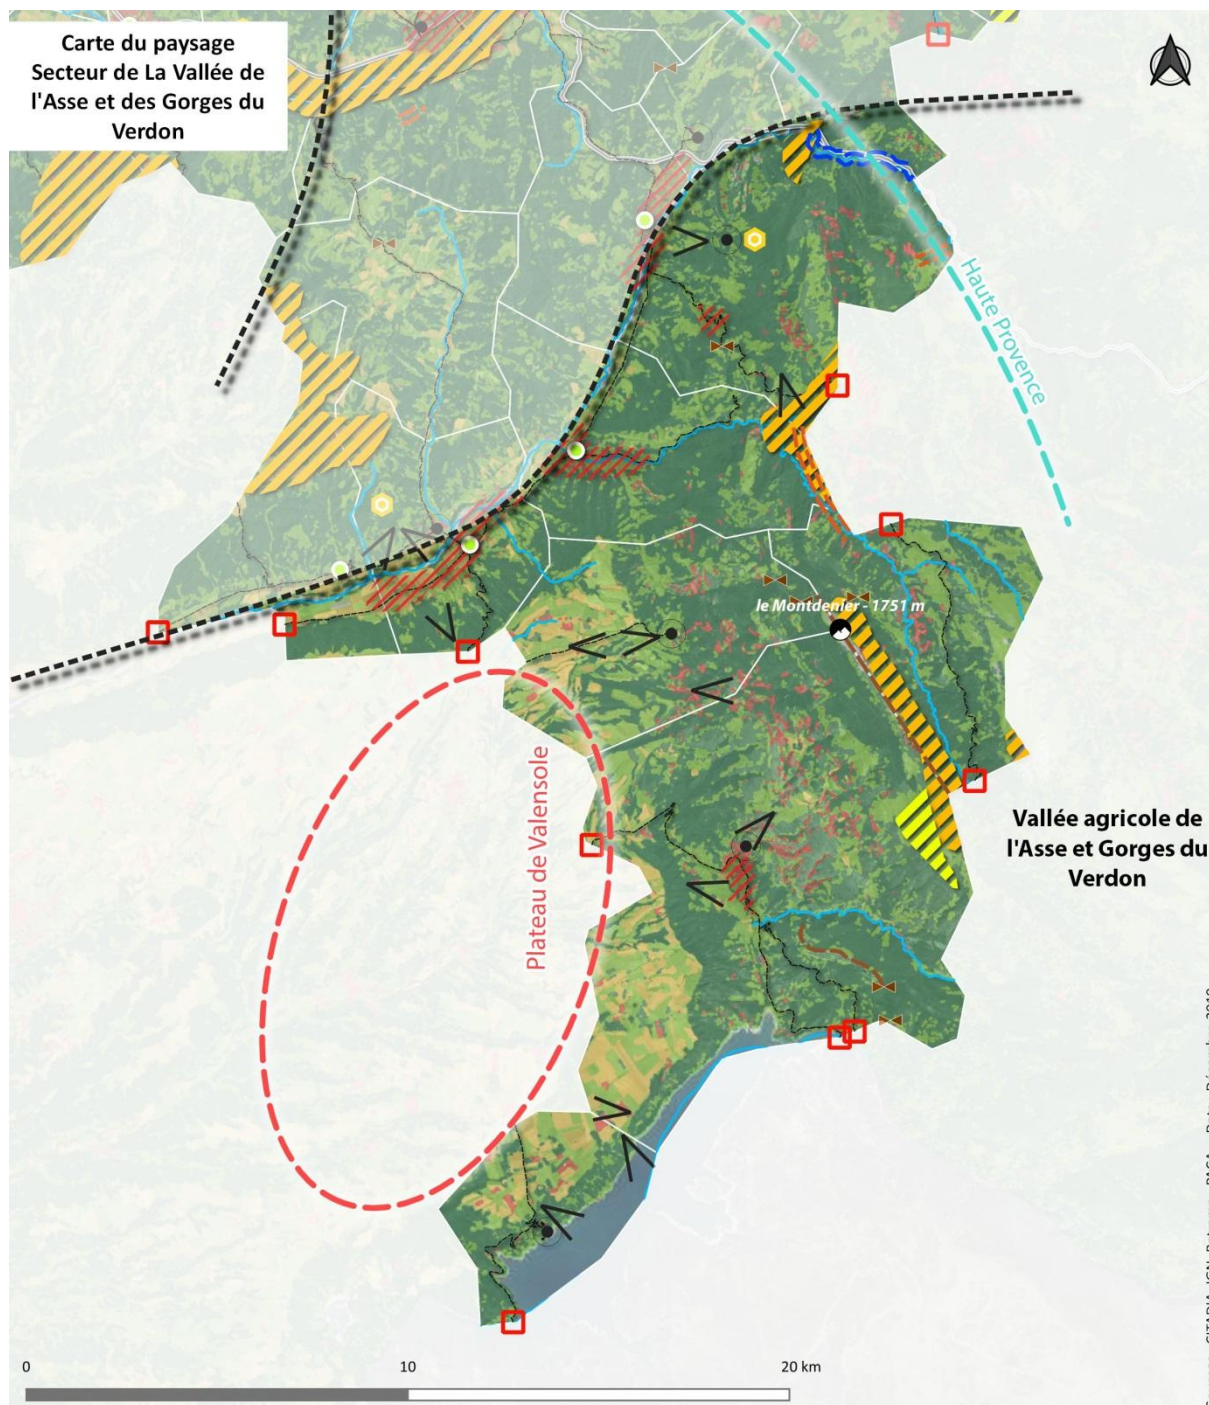 Carte du paysage
Secteur de La Vallée de
l'Asse et des Gorges du
Verdon
Haute Provence
le Montdenier - 1751 m
Plateau de Valensole
Vallée agricole de
l'Asse et Gorges du
Verdon
0
10
20 km